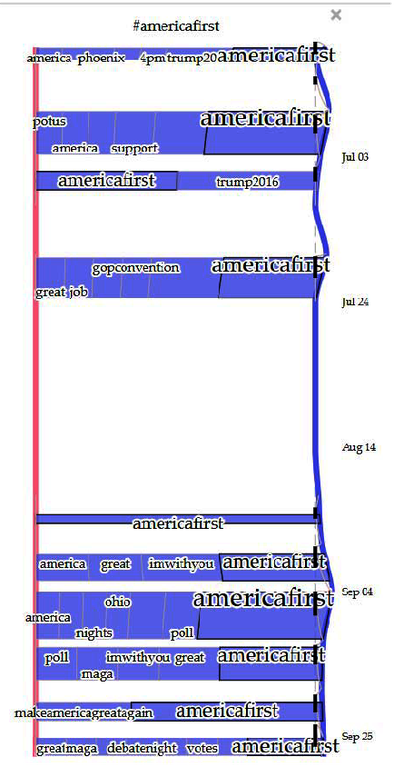 #americafirst
america phoenix 4pmtrump20 americafirst
potus americafirst
america support
Jul 03
americafirst trump2016
gopconvention americafirst
great job
Jul 24
Aug 14
americafirst
america great imwithyou americafirst
Sep 04
ohio americafirst
america
nights poll
poll imwithyou great americafirst
maga
makeamericagreatagain americafirst
Sep 25
greatmaga debatenight votes americafirst